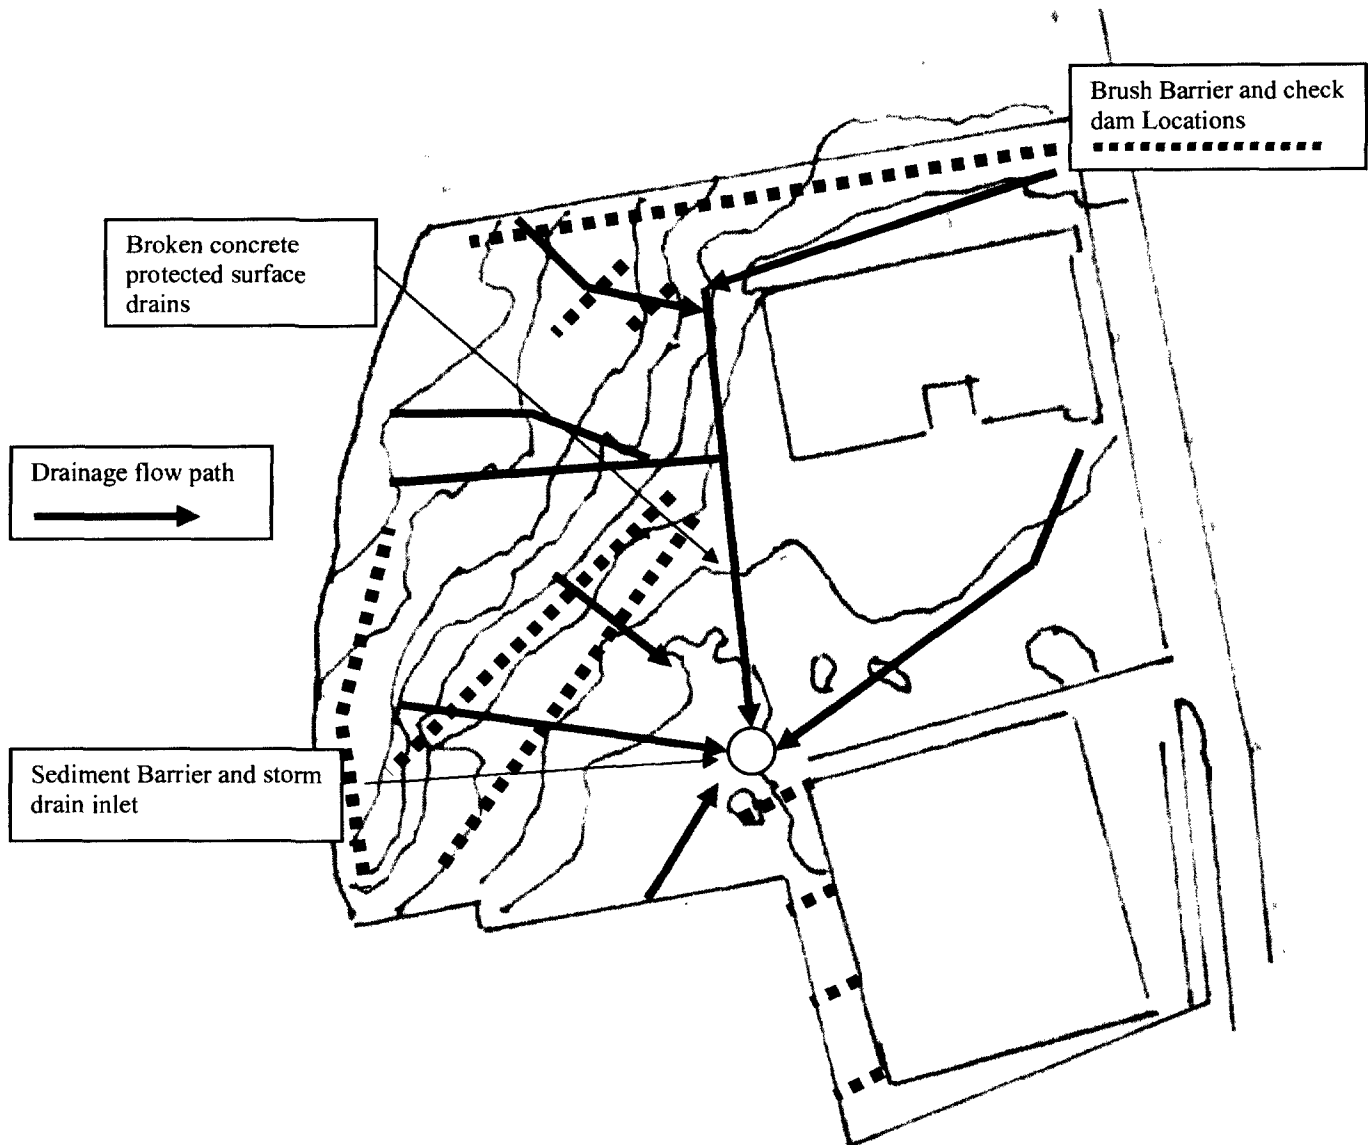 Brush Barrier and check
dam Locations
Broken concrete
protected surface
drains
Drainage flow path
Sediment Barrier and storm
drain inlet